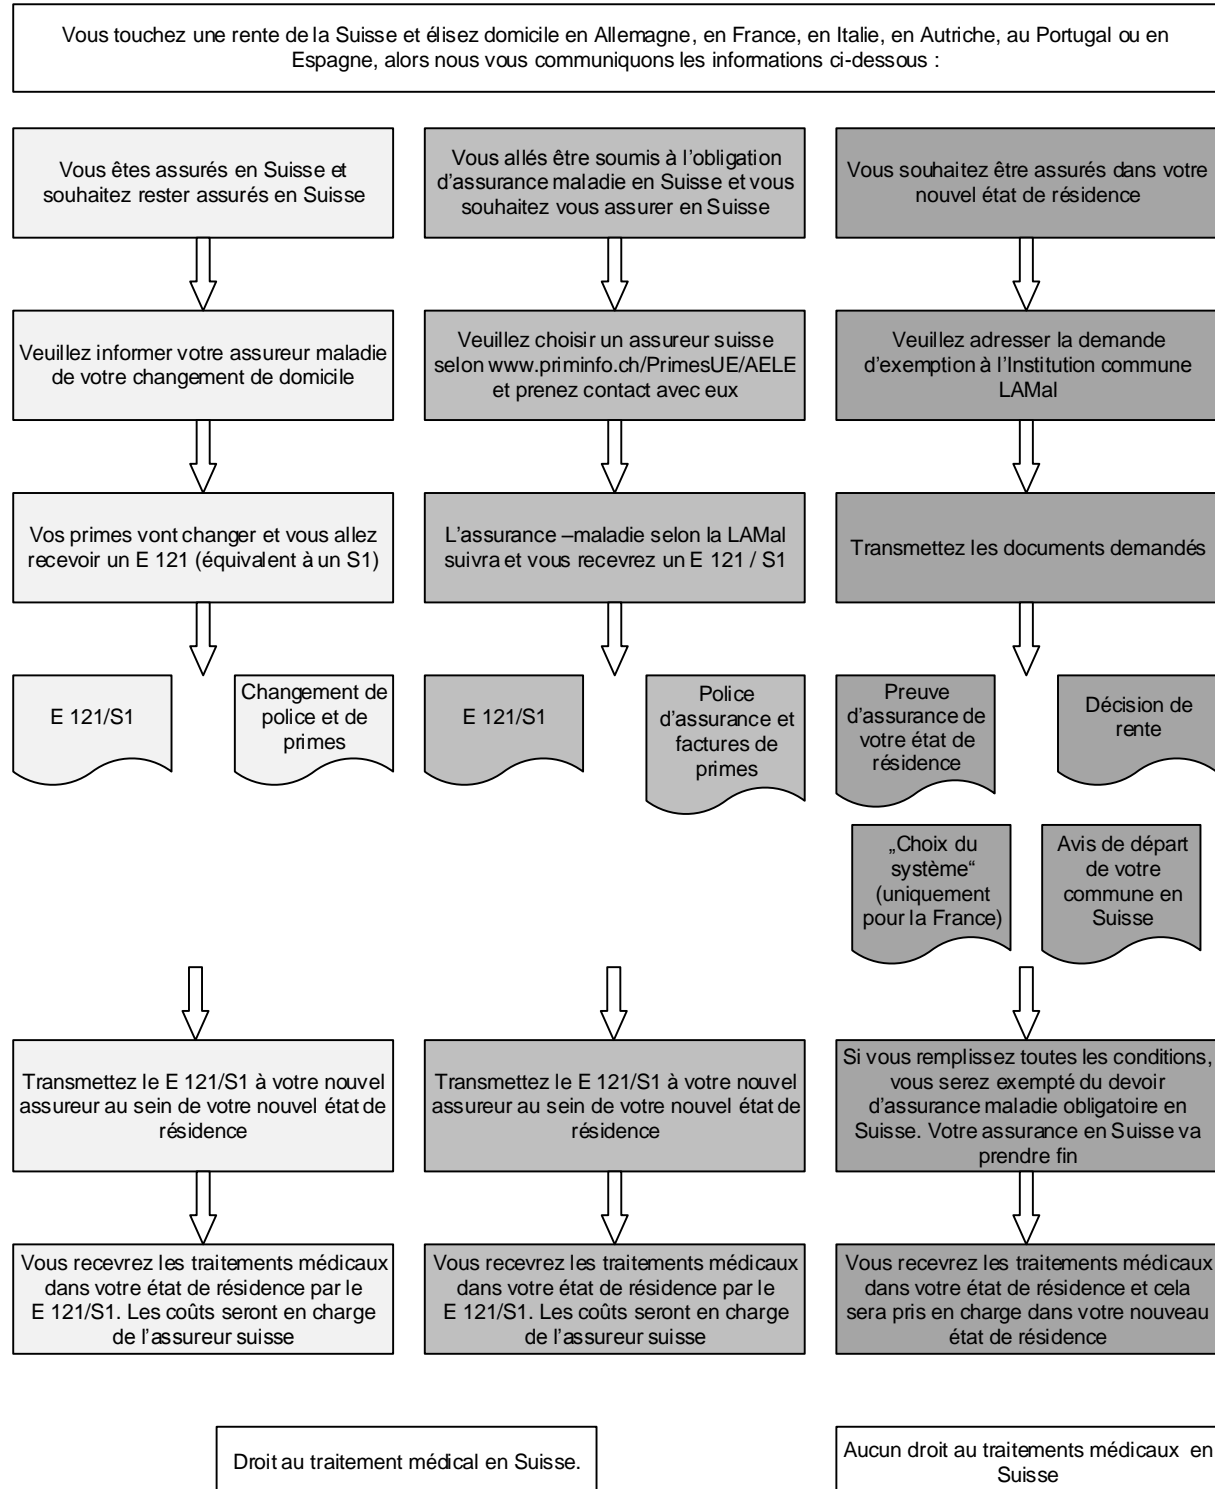 Vous touchez une rente de la Suisse et élisez domicile en Allemagne, en France, en Italie, en Autriche, au Portugal ou en
Espagne, alors nous vous communiquons les informations ci-dessous :
Vous êtes assurés en Suisse et
souhaitez rester assurés en Suisse
Vous allés être soumis à l’obligation
d’assurance maladie en Suisse et vous
souhaitez vous assurer en Suisse
Vous souhaitez être assurés dans votre
nouvel état de résidence
Veuillez informer votre assureur maladie
de votre changement de domicile
Veuillez choisir un assureur suisse
selon www.priminfo.ch/PrimesUE/AELE
et prenez contact avec eux
Veuillez adresser la demande
d’exemption à l’Institution commune
LAMal
Vos primes vont changer et vous allez
recevoir un E 121 (équivalent à un S1)
L’assurance –maladie selon la LAMal
suivra et vous recevrez un E 121 / S1
Transmettez les documents demandés
E 121/S1
Changement de
police et de
primes
E 121/S1
Police
d’assurance et
factures de
primes
Preuve
d’assurance de
votre état de
résidence
Décision de
rente
„Choix du
système“
(uniquement
pour la France)
Avis de départ
de votre
commune en
Suisse
Transmettez le E 121/S1 à votre nouvel
assureur au sein de votre nouvel état de
résidence
Transmettez le E 121/S1 à votre nouvel
assureur au sein de votre nouvel état de
résidence
Si vous remplissez toutes les conditions,
vous serez exempté du devoir
d’assurance maladie obligatoire en
Suisse. Votre assurance en Suisse va
prendre fin
Vous recevrez les traitements médicaux
dans votre état de résidence par le
E 121/S1. Les coûts seront en charge
de l’assureur suisse
Vous recevrez les traitements médicaux
dans votre état de résidence par le
E 121/S1. Les coûts seront en charge
de l’assureur suisse
Vous recevrez les traitements médicaux
dans votre état de résidence et cela
sera pris en charge dans votre nouveau
état de résidence
Droit au traitement médical en Suisse.
Aucun droit au traitements médicaux en
Suisse